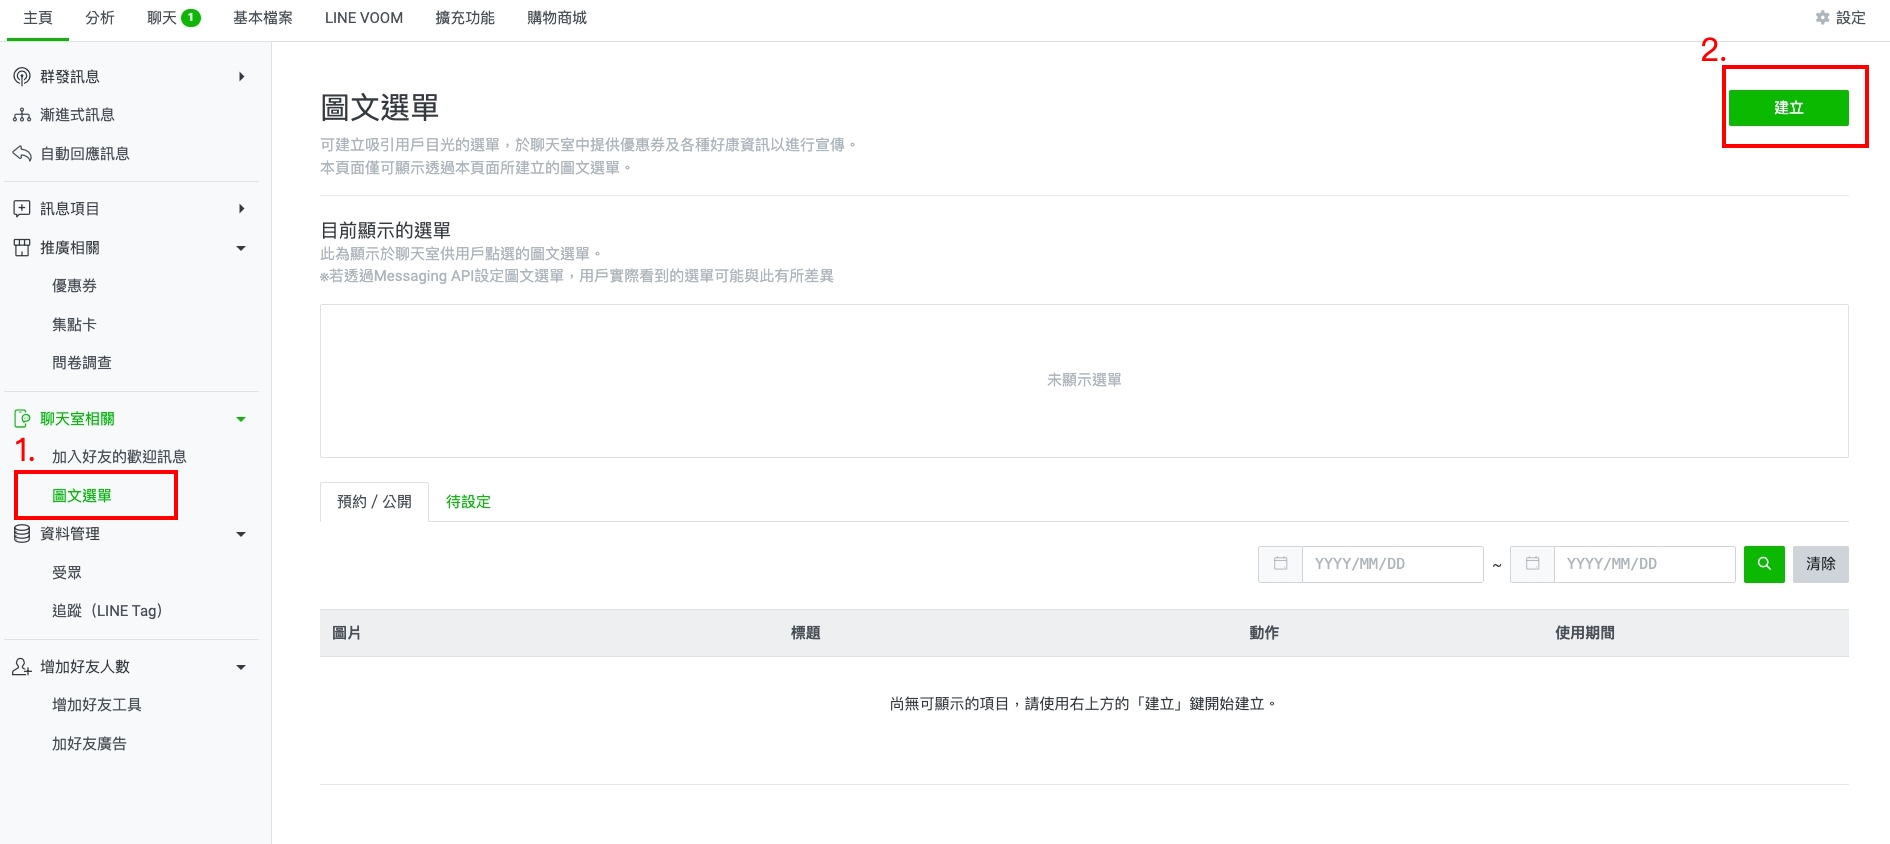 主頁 分析 聊天 1 基本檔案 LINE VOOM 擴充功能 購物商城 設定
群發訊息
漸進式訊息
自動回應訊息
訊息項目
推廣相關
優惠券
集點卡
問卷調查
聊天室相關
1.
加入好友的歡迎訊息
圖文選單
資料管理
受眾
追蹤（LINE Tag）
增加好友人數
增加好友工具
加好友廣告
2.
圖文選單
建立
可建立吸引用戶目光的選單，於聊天室中提供優惠券及各種好康資訊以進行宣傳。
本頁面僅可顯示透過本頁面所建立的圖文選單。
目前顯示的選單
此為顯示於聊天室供用戶點選的圖文選單。
※若透過Messaging API設定圖文選單，用戶實際看到的選單可能與此有所差異
未顯示選單
預約 / 公開 待設定
YYYY/MM/DD ~ YYYY/MM/DD 清除
圖片 標題 動作 使用期間
尚無可顯示的項目，請使用右上方的「建立」鍵開始建立。